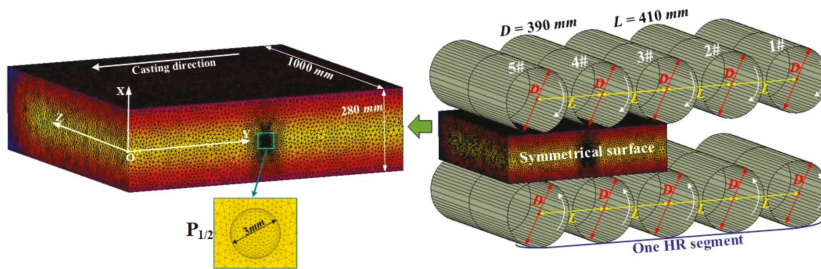 Casting direction
1000 mm
X
Z
280 mm
Y
O
P1/2
3mm
D = 390 mm
L = 410 mm
5#
4#
3#
2#
1#
D
D
D
D
D
L
L
L
L
Symmetrical surface
D
D
D
D
D
L
L
L
L
One HR segment